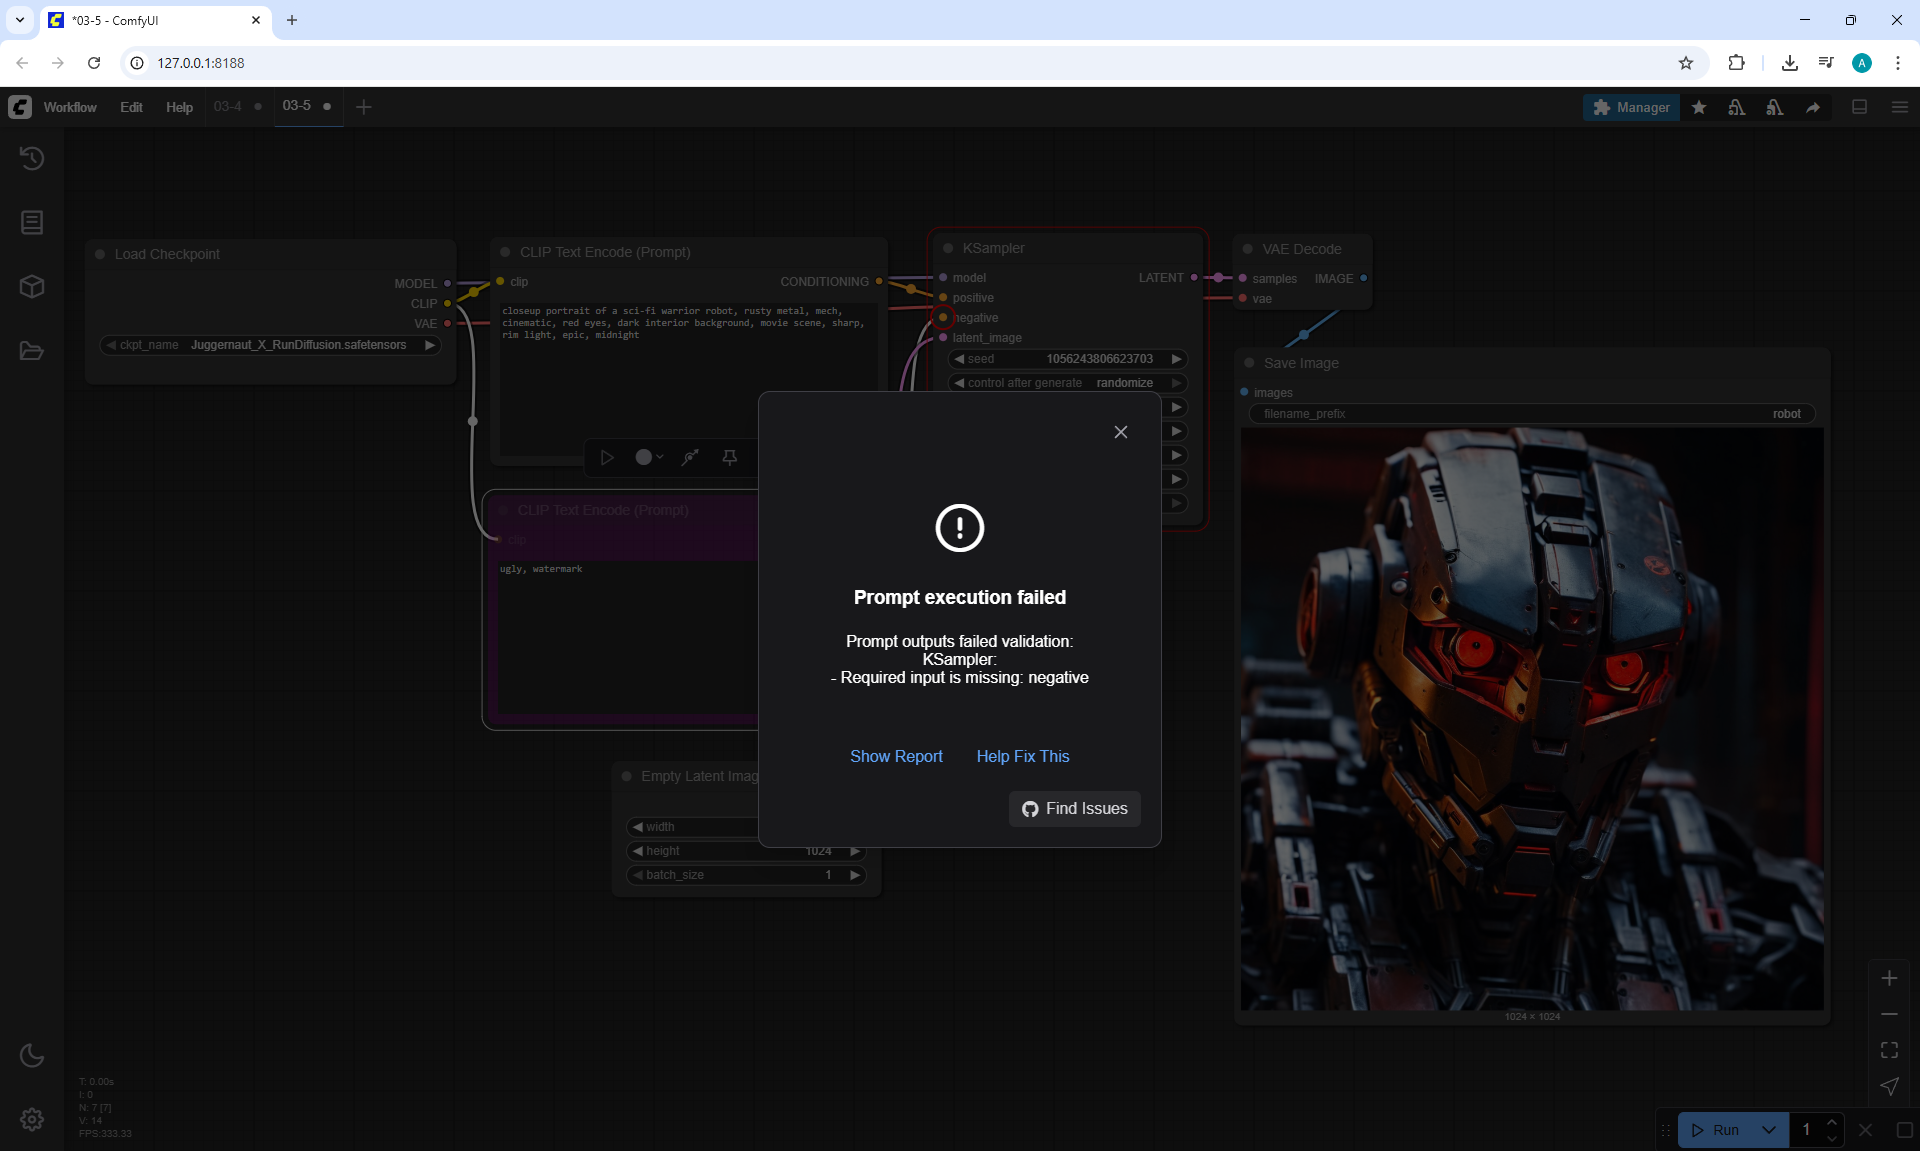 *03-5 - ComfyUI
127.0.0.1:8188
A
Workflow
Edit
Help
03-4
03-5
Manager
Load Checkpoint
MODEL
CLIP
VAE
ckpt_name
Juggernaut_X_RunDiffusion.safetensors
CLIP Text Encode (Prompt)
clip
CONDITIONING
closeup portrait of a sci-fi warrior robot, rusty metal, mech,
cinematic, red eyes, dark interior background, movie scene, sharp,
rim light, epic, midnight
KSampler
model
LATENT
positive
negative
latent_image
seed
1056243806623703
control after generate
randomize
VAE Decode
samples
IMAGE
vae
Save Image
images
filename_prefix
robot
1024 × 1024
CLIP Text Encode (Prompt)
clip
ugly, watermark
Empty Latent Imag
width
height
1024
batch_size
1
Prompt execution failed
Prompt outputs failed validation:
KSampler:
- Required input is missing: negative
Show Report
Help Fix This
Find Issues
T: 0.00s
I: 0
N: 7 [7]
V: 14
FPS:333.33
Run
1